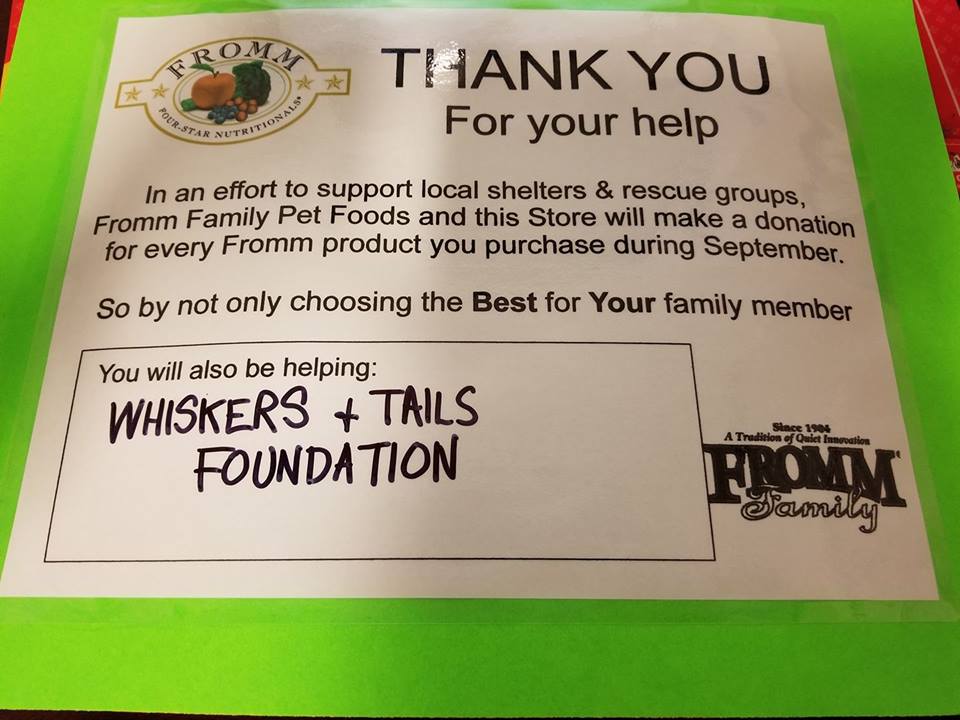 FROMM
FOUR-STAR NUTRITIONALS
THANK YOU
For your help
In an effort to support local shelters & rescue groups,
Fromm Family Pet Foods and this Store will make a donation
for every Fromm product you purchase during September.
So by not only choosing the Best for Your family member
You will also be helping:
WHISKERS + TAILS
FOUNDATION
Since 1904
A Tradition of Quiet Innovation
FROMM
Family